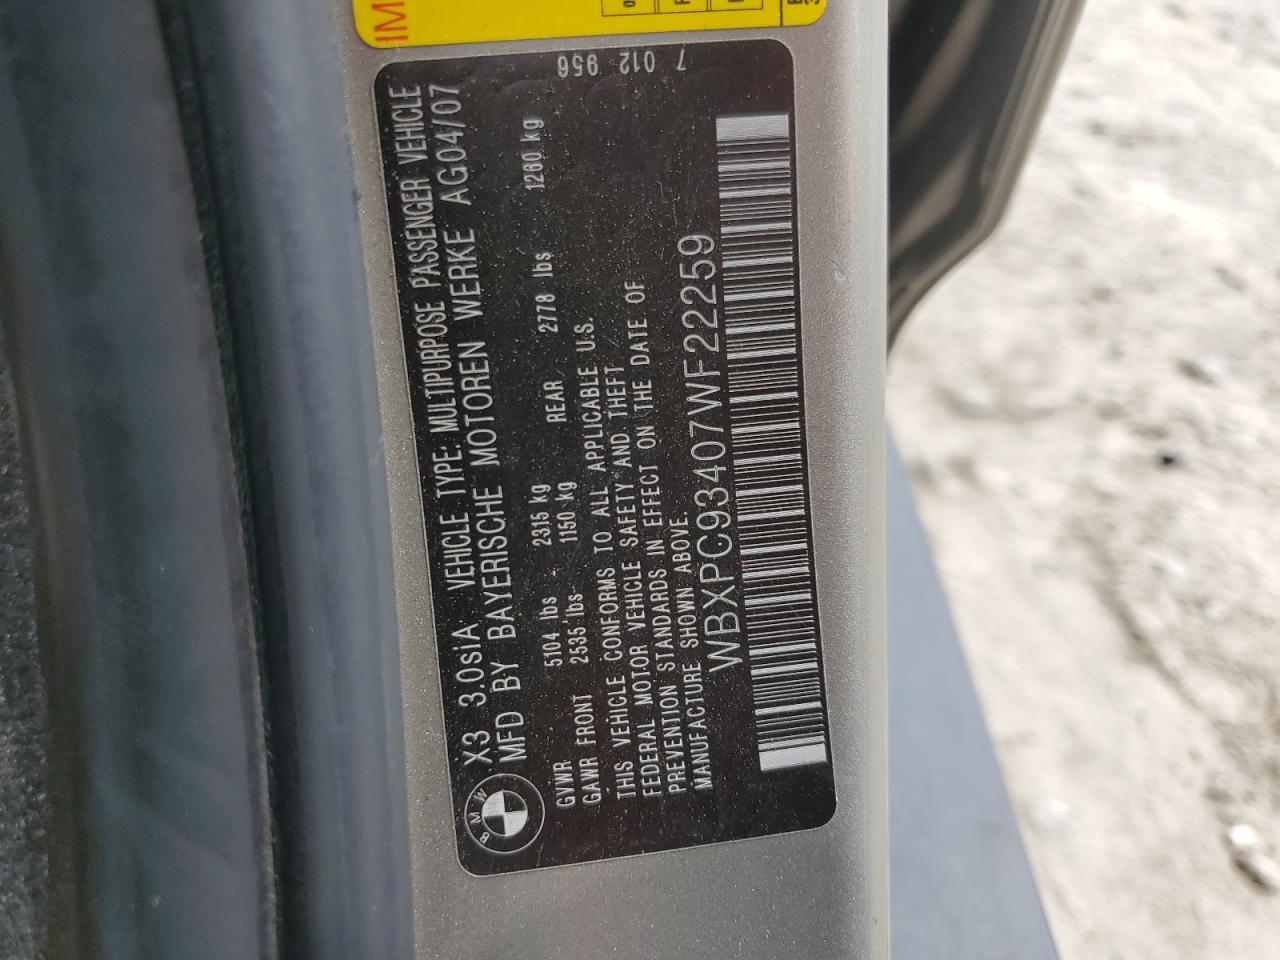 IM
7 012 956
BMW
X3 3.0siA VEHICLE TYPE: MULTIPURPOSE PASSENGER VEHICLE
MFD BY BAYERISCHE MOTOREN WERKE AG04/07
GVWR 5104 lbs 2315 kg
GAWR FRONT 2535 lbs 1150 kg REAR 2778 lbs 1260 kg
THIS VEHICLE CONFORMS TO ALL APPLICABLE U.S.
FEDERAL MOTOR VEHICLE SAFETY AND THEFT
PREVENTION STANDARDS IN EFFECT ON THE DATE OF
MANUFACTURE SHOWN ABOVE.
WBXPC93407WF22259